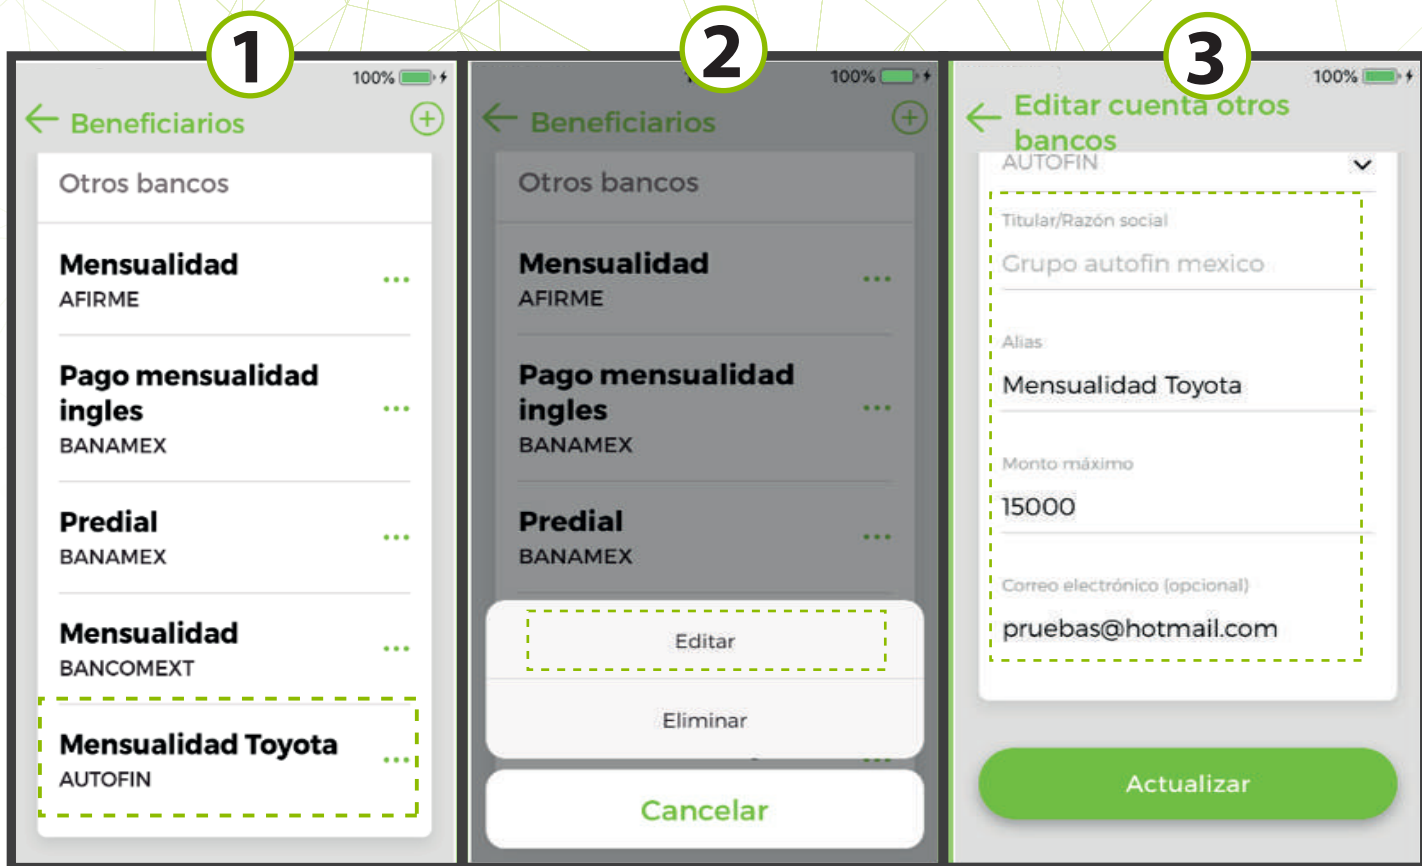 1
100%
Beneficiarios
Otros bancos
Mensualidad
AFIRME
Pago mensualidad
ingles
BANAMEX
Predial
BANAMEX
Mensualidad
BANCOMEXT
Mensualidad Toyota
AUTOFIN
2
100%
Beneficiarios
Otros bancos
Mensualidad
AFIRME
Pago mensualidad
ingles
BANAMEX
Predial
BANAMEX
Editar
Eliminar
Cancelar
3
100%
Editar cuenta otros
bancos
AUTOFIN
Titular/Razón social
Grupo autofin mexico
Alias
Mensualidad Toyota
Monto máximo
15000
Correo electrónico (opcional)
pruebas@hotmail.com
Actualizar